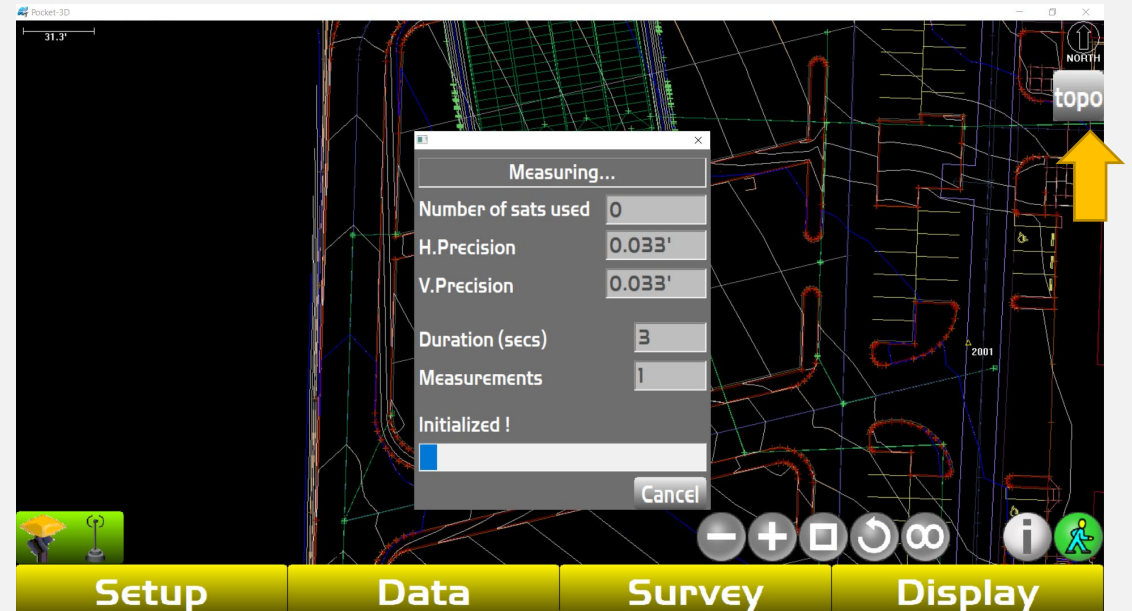 Pocket-3D
31.3'
NORTH
topo
Measuring...
Number of sats used 0
H.Precision 0.033'
V.Precision 0.033'
Duration (secs) 3
Measurements 1
Initialized !
Cancel
2001
i
Setup Data Survey Display